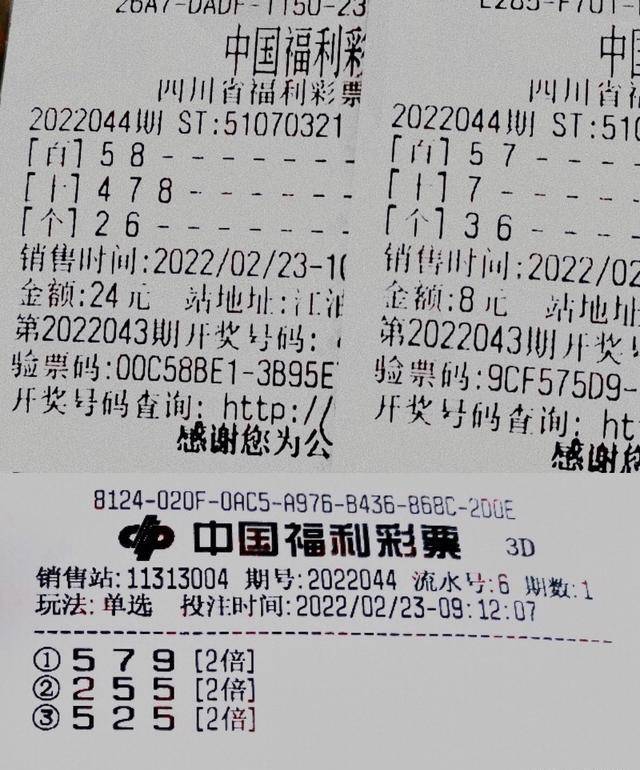 26A7-DADF-1150-23
中国福利彩
四川省福利彩票
2022044期 ST:51070321
[百] 5 8 - - - - - - -
[十] 4 7 8 - - - - - -
[个] 2 6 - - - - - - -
销售时间:2022/02/23-10
金额:24 元 站地址:江油
第2022043期开奖号码:
验票码:00C58BE1-3B95E
开奖号码查询: http://
感谢您为公
E285-F701-
中国
四川省福
2022044期 ST:510
[百] 5 7 - - - -
[十] 7 - - - - -
[个] 3 6 - - - -
销售时间:2022/02
金额:8 元 站地址
第2022043期开奖
验票码:9CF575D9-
开奖号码查询: ht
感谢您
8124-020F-0AC5-A976-B436-868C-200E
中国福利彩票 3D
销售站:11313004 期号:2022044 流水号:6 期数:1
玩法:单选 投注时间:2022/02/23-09:12:07
① 5 7 9 [2倍]
② 2 5 5 [2倍]
③ 5 2 5 [2倍]